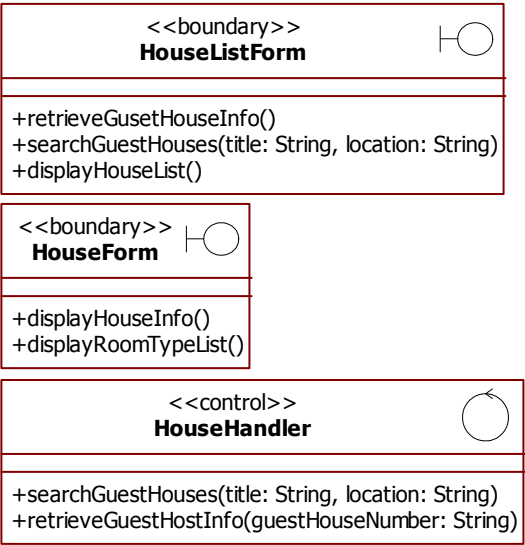 <<boundary>>
HouseListForm
+retrieveGusetHouseInfo()
+searchGuestHouses(title: String, location: String)
+displayHouseList()
<<boundary>>
HouseForm
+displayHouseInfo()
+displayRoomTypeList()
<<control>>
HouseHandler
+searchGuestHouses(title: String, location: String)
+retrieveGuestHostInfo(guestHouseNumber: String)